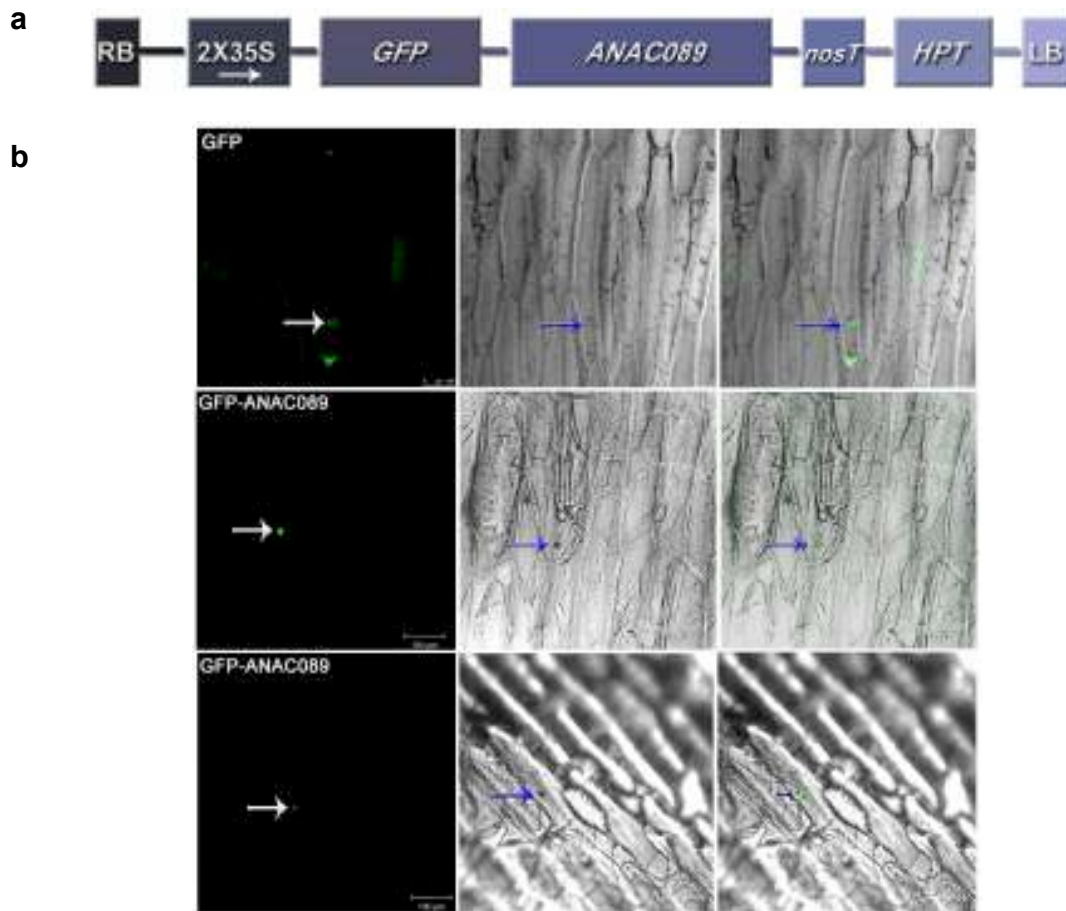 a
RB 2X35S GFP ANAC089 nosT HPT LB
b
GFP
GFP-ANAC089
GFP-ANAC089